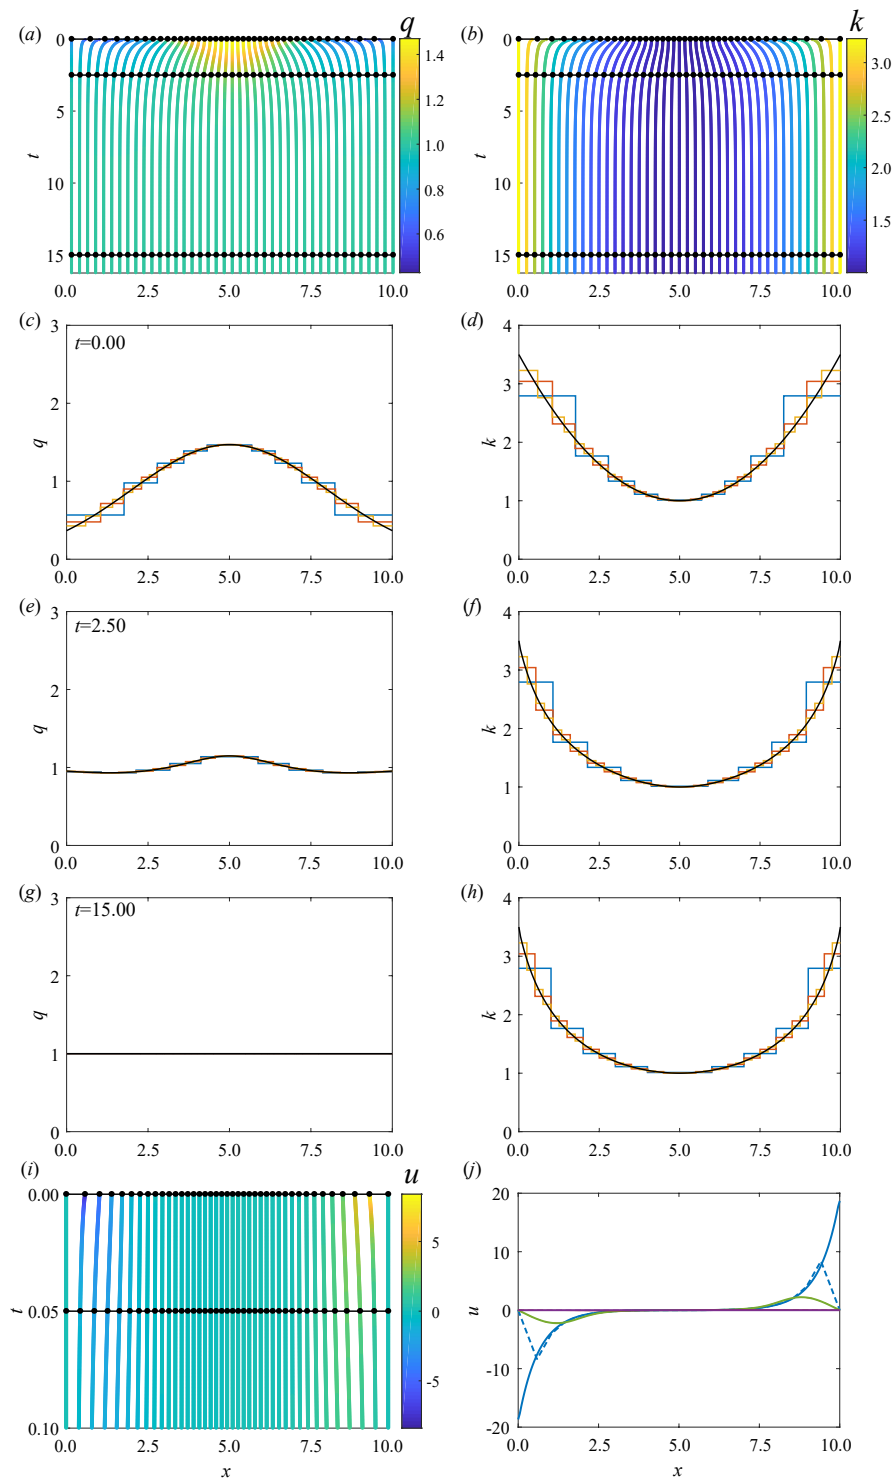 (a) q (b) k
0 1.4 0 3.0
1.2 2.5
5 1.0 5
t t 2.0
10 0.8 10
0.6 1.5
15 15
0.0 2.5 5.0 7.5 10.0 0.0 2.5 5.0 7.5 10.0
(c) 3 (d) 4
t=0.00
3
2
q k 2
1
1
0 0
0.0 2.5 5.0 7.5 10.0 0.0 2.5 5.0 7.5 10.0
(e) 3 (f) 4
t=2.50
3
2
q k 2
1
1
0 0
0.0 2.5 5.0 7.5 10.0 0.0 2.5 5.0 7.5 10.0
(g) 3 (h) 4
t=15.00
3
2
q k 2
1
1
0 0
0.0 2.5 5.0 7.5 10.0 0.0 2.5 5.0 7.5 10.0
(i) u (j)
0.00 20
5 10
t 0.05 0 u 0
-5 -10
0.10 -20
0.0 2.5 5.0 7.5 10.0 0.0 2.5 5.0 7.5 10.0
x x